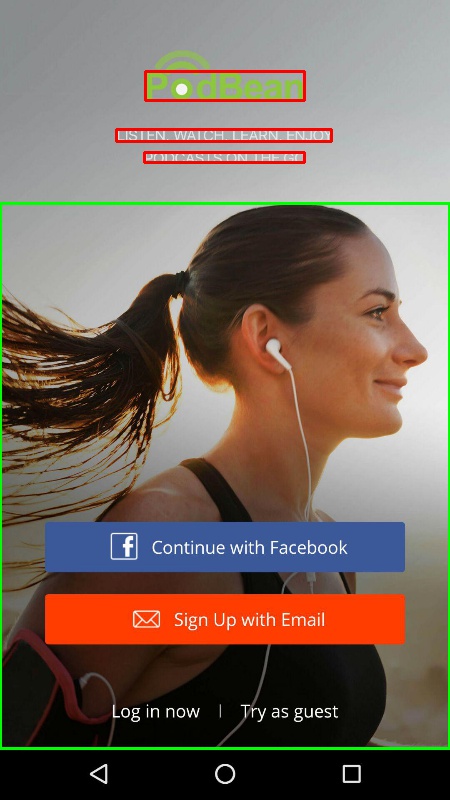 PodBean
LISTEN. WATCH. LEARN. ENJOY
PODCASTS ON THE GO
Continue with Facebook
Sign Up with Email
Log in now | Try as guest